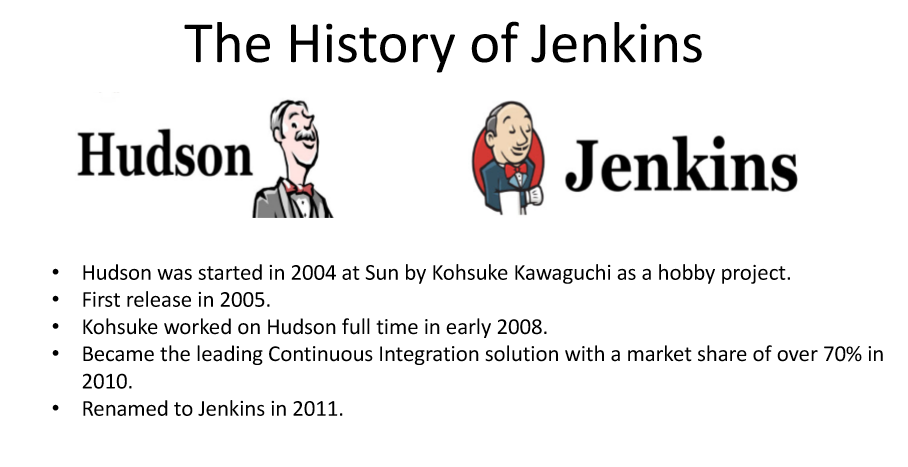 The History of Jenkins
Hudson
Jenkins
• Hudson was started in 2004 at Sun by Kohsuke Kawaguchi as a hobby project.
• First release in 2005.
• Kohsuke worked on Hudson full time in early 2008.
• Became the leading Continuous Integration solution with a market share of over 70% in
2010.
• Renamed to Jenkins in 2011.